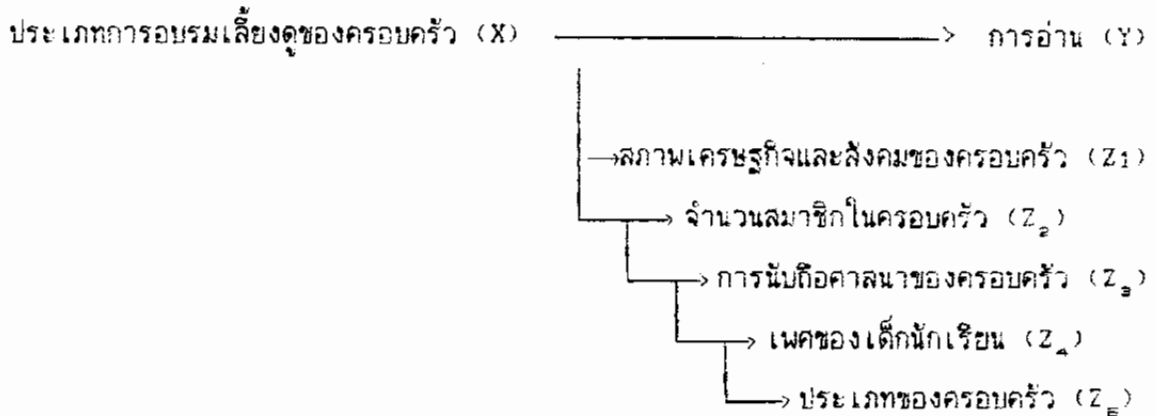 ประเภทการอบรมเลี้ยงดูของครอบครัว (X) ————> การอ่าน (Y)
→สภาพเศรษฐกิจและสังคมของครอบครัว (Z1)
→ จำนวนสมาชิกในครอบครัว (Z₂)
→ การนับถือศาสนาของครอบครัว (Z₃)
→ เพศของเด็กนักเรียน (Z₄)
→ ประเภทของครอบครัว (Z₅)